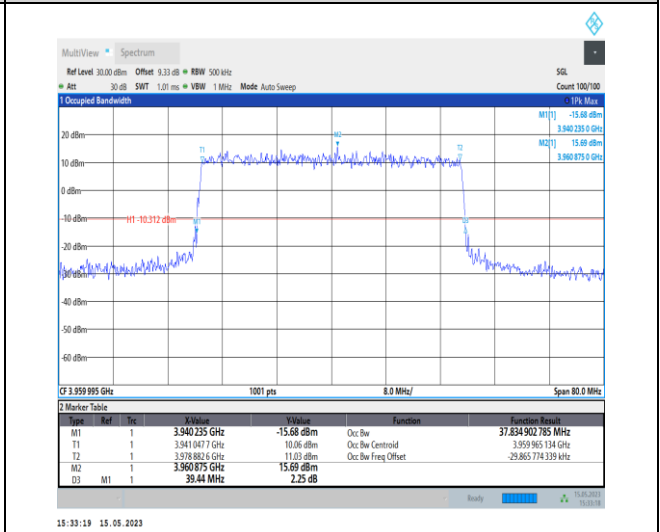 MultiView Spectrum
Ref Level 30.00 dBm Offset 9.33 dB RBW 500 kHz SGL
Att 30 dB SWT 1.01 ms VBW 1 MHz Mode Auto Sweep Count 100/100
1 Occupied Bandwidth 1Pk Max
M1[1] -15.68 dBm
3.940 235 0 GHz
M2[1] 15.69 dBm
3.960 875 0 GHz
20 dBm
M2
T1 T2
10 dBm
0 dBm
-10 dBm H1 -10.312 dBm
M1
-20 dBm
-30 dBm
-40 dBm
-50 dBm
-60 dBm
CF 3.959 995 GHz 1001 pts 8.0 MHz/ Span 80.0 MHz
2 Marker Table
Type Ref Trc X-Value Y-Value Function Function Result
M1 1 3.940 235 GHz -15.68 dBm Occ Bw 37.834 902 785 MHz
T1 1 3.941 047 7 GHz 10.06 dBm Occ Bw Centroid 3.959 965 134 GHz
T2 1 3.978 882 6 GHz 11.03 dBm Occ Bw Freq Offset -29.865 774 339 kHz
M2 1 3.960 875 GHz 15.69 dBm
D3 M1 1 39.44 MHz 2.25 dB
Ready 15.05.2023
15:33:18
15:33:19 15.05.2023